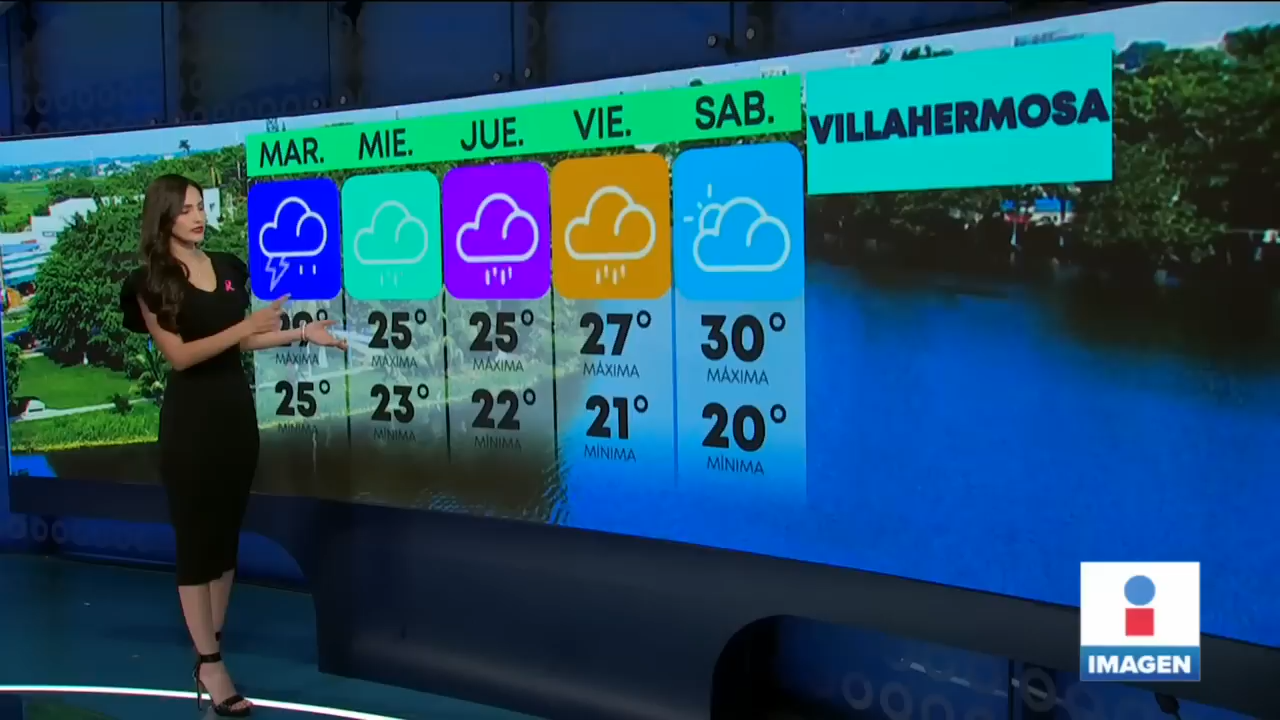 MAR. MIE. JUE. VIE. SAB.
VILLAHERMOSA
25° 25° 27° 30°
MÁXIMA MÁXIMA MÁXIMA MÁXIMA MÁXIMA
25° 23° 22° 21° 20°
MÍNIMA MÍNIMA MÍNIMA MÍNIMA MÍNIMA
IMAGEN